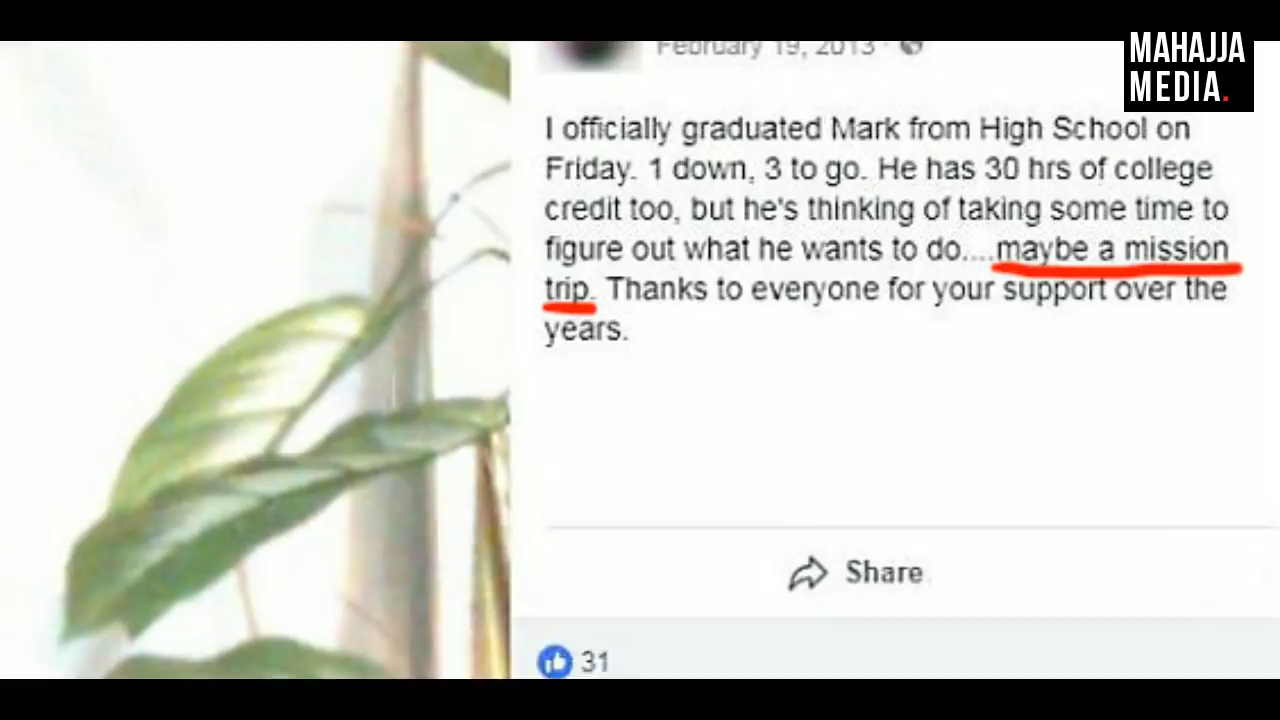 MAHAJJA
MEDIA.
February 19, 2013 ·
I officially graduated Mark from High School on
Friday. 1 down, 3 to go. He has 30 hrs of college
credit too, but he's thinking of taking some time to
figure out what he wants to do....maybe a mission
trip. Thanks to everyone for your support over the
years.
Share
31